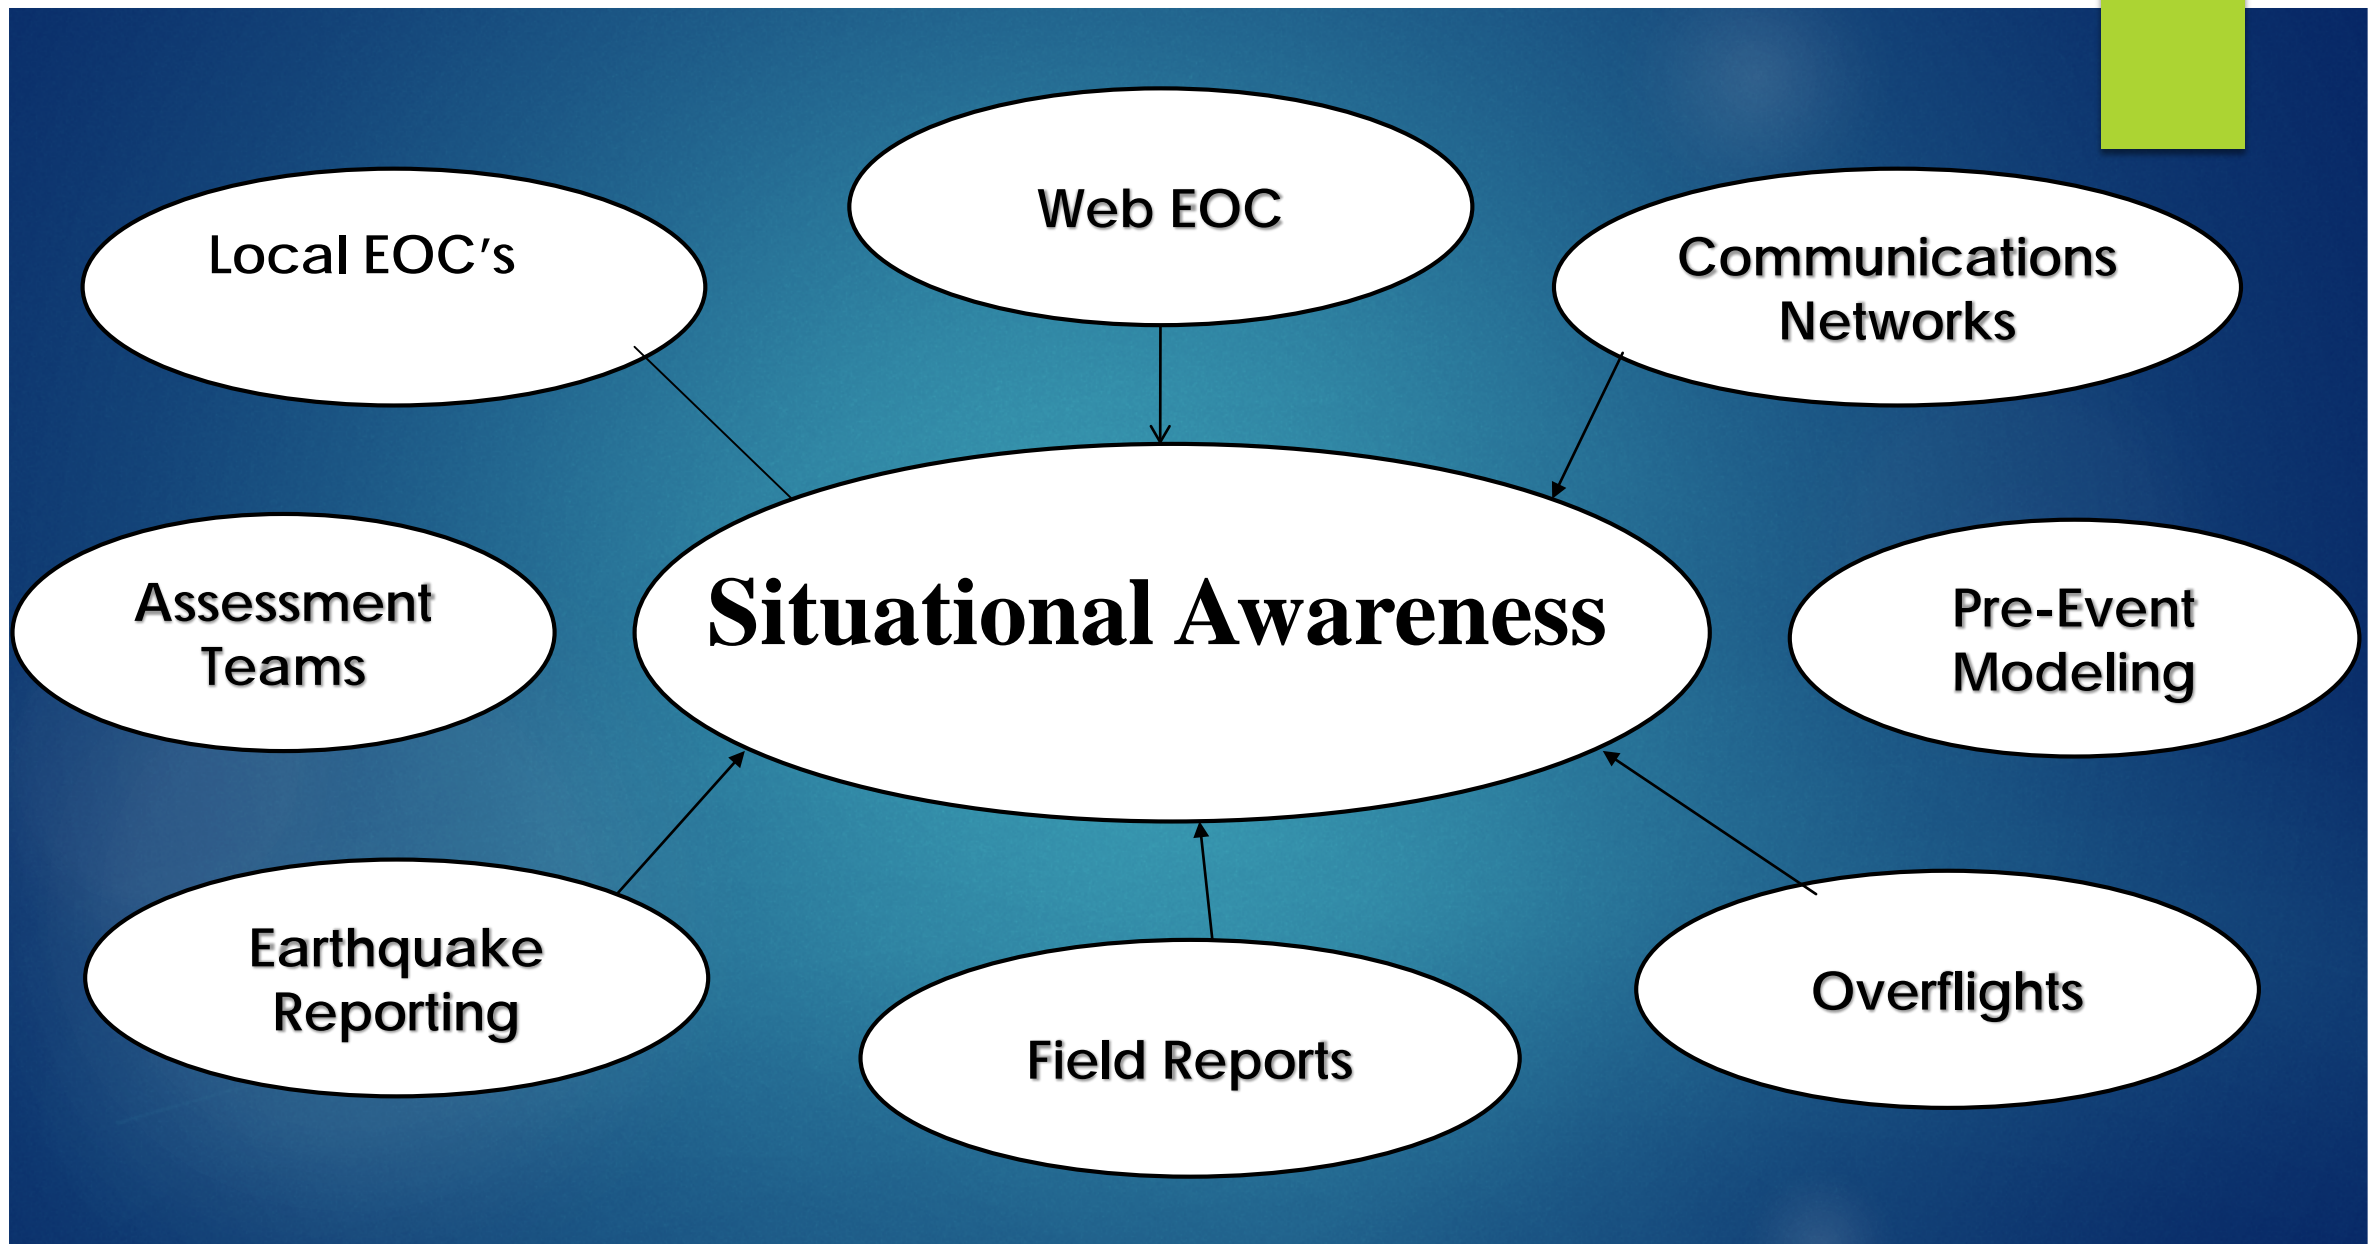 Web EOC
Local EOC's
Communications
Networks
Situational Awareness
Assessment
Teams
Pre-Event
Modeling
Earthquake
Reporting
Field Reports
Overflights